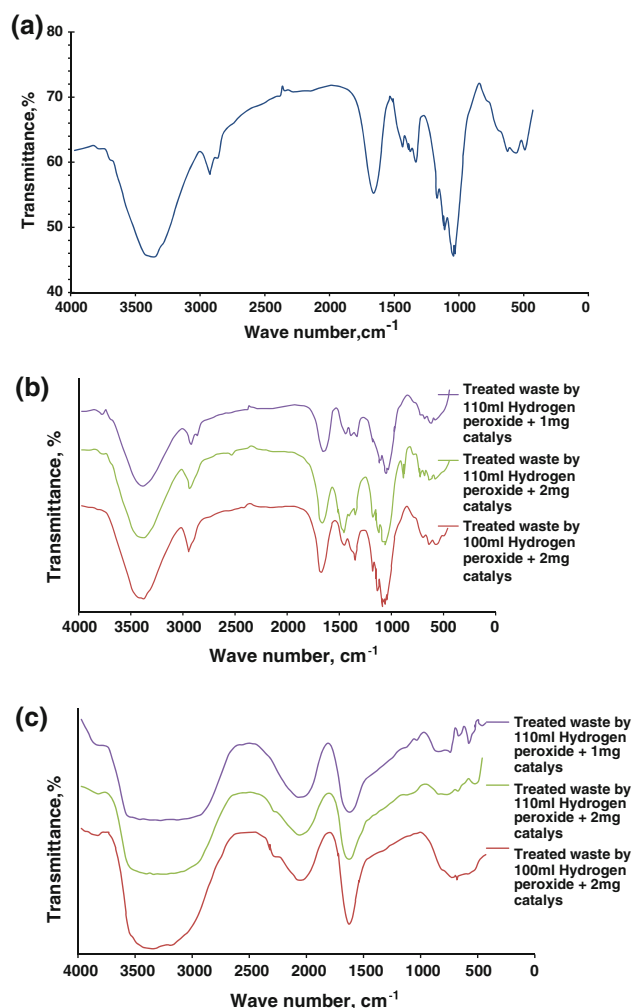 (a)
80
70
60
50
40
Transmittance,%
4000 3000 2500 2000 1500 1000 500 0
Wave number,cm-1
(b)
Treated waste by
110ml Hydrogen
peroxide + 1mg
catalys
Treated waste by
110ml Hydrogen
peroxide + 2mg
catalys
Treated waste by
100ml Hydrogen
peroxide + 2mg
catalys
Transmittance, %
4000 3500 3000 2500 2000 1500 1000 500 0
Wave number, cm-1
(c)
Treated waste by
110ml Hydrogen
peroxide + 1mg
catalys
Treated waste by
110ml Hydrogen
peroxide + 2mg
catalys
Treated waste by
100ml Hydrogen
peroxide + 2mg
catalys
Transmittance,%
4000 3500 3000 2500 2000 1500 1000 500 0
Wave number, cm-1